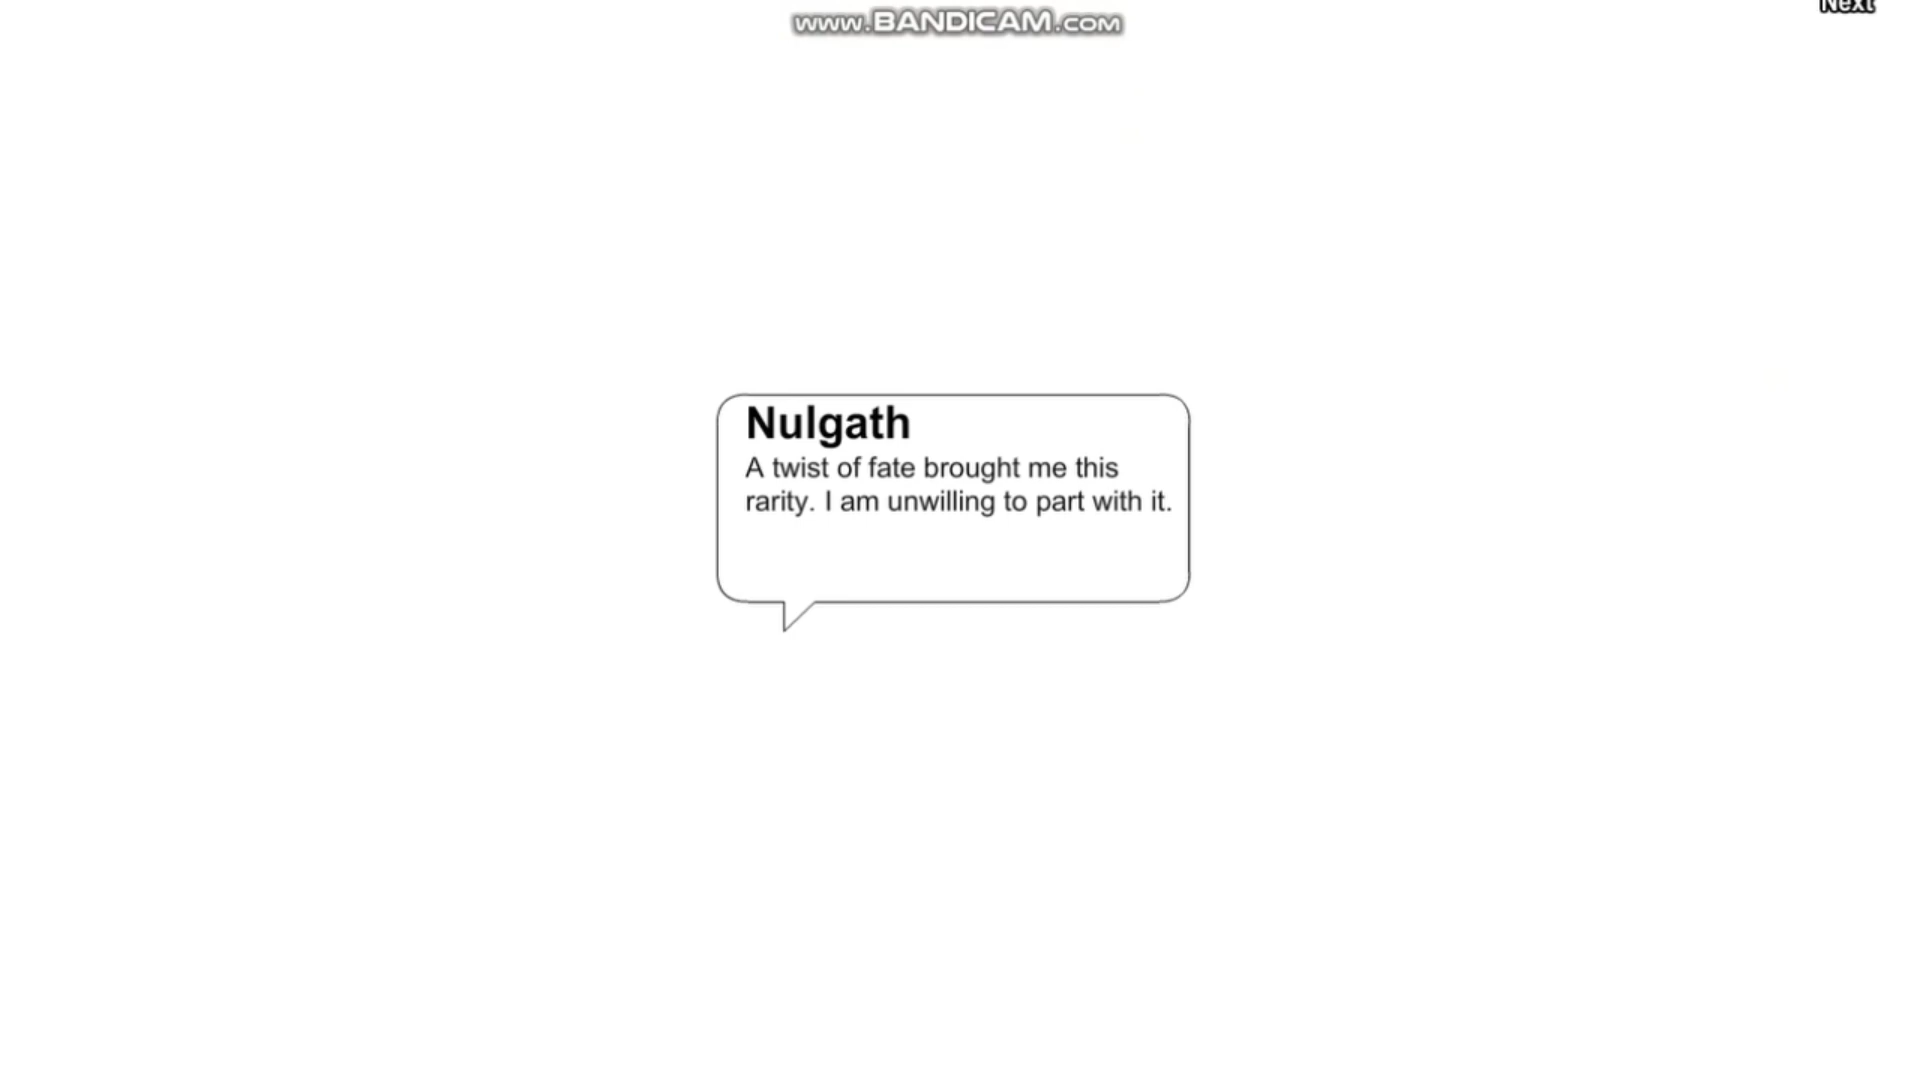 www.BANDICAM.com
Next
Nulgath
A twist of fate brought me this
rarity. I am unwilling to part with it.